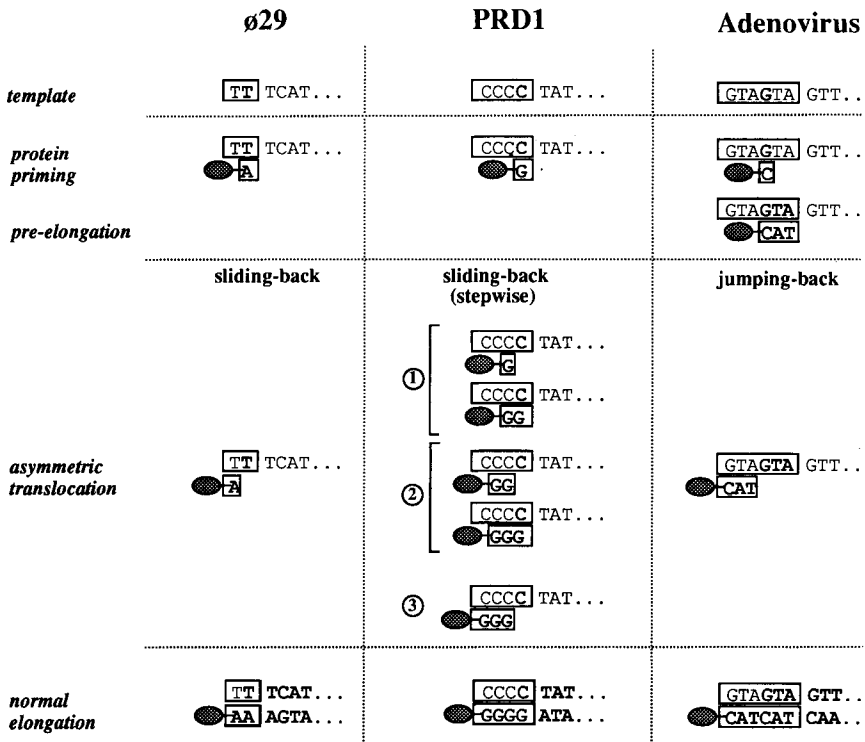 ø29 PRD1 Adenovirus
template TT TCAT... CCCC TAT... GTAGTA GTT..
protein priming TT TCAT... CCCC TAT... GTAGTA GTT..
A G C
pre-elongation GTAGTA GTT..
CAT
sliding-back sliding-back (stepwise) jumping-back
1 CCCC TAT...
G
CCCC TAT...
GG
asymmetric translocation TT TCAT... 2 CCCC TAT... GTAGTA GTT..
A GG CAT
CCCC TAT...
GGG
3 CCCC TAT...
GGG
normal elongation TT TCAT... CCCC TAT... GTAGTA GTT..
AA AGTA... GGGG ATA... CATCAT CAA..